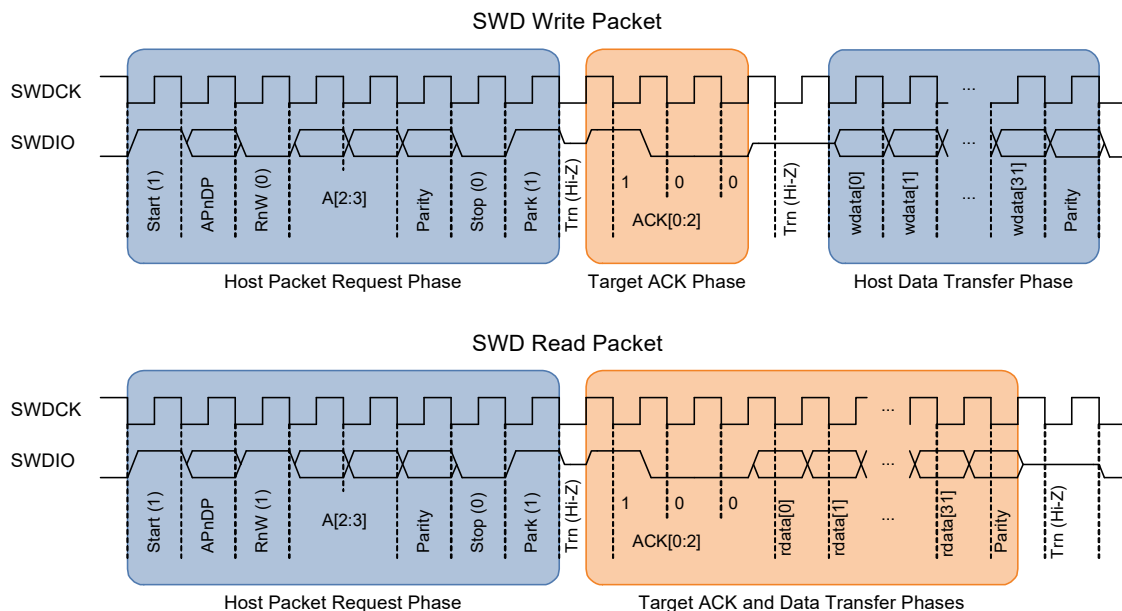 SWD Write Packet
SWDCK
...
SWDIO
...
Start (1)
APnDP
RnW (0)
A[2:3]
Parity
Stop (0)
Park (1)
Trn (Hi-Z)
1
0
0
ACK[0:2]
Trn (Hi-Z)
wdata[0]
wdata[1]
...
wdata[31]
Parity
Host Packet Request Phase
Target ACK Phase
Host Data Transfer Phase
SWD Read Packet
SWDCK
...
SWDIO
...
Start (1)
APnDP
RnW (1)
A[2:3]
Parity
Stop (0)
Park (1)
Trn (Hi-Z)
1
0
0
ACK[0:2]
rdata[0]
rdata[1]
...
rdata[31]
Parity
Trn (Hi-Z)
Host Packet Request Phase
Target ACK and Data Transfer Phases